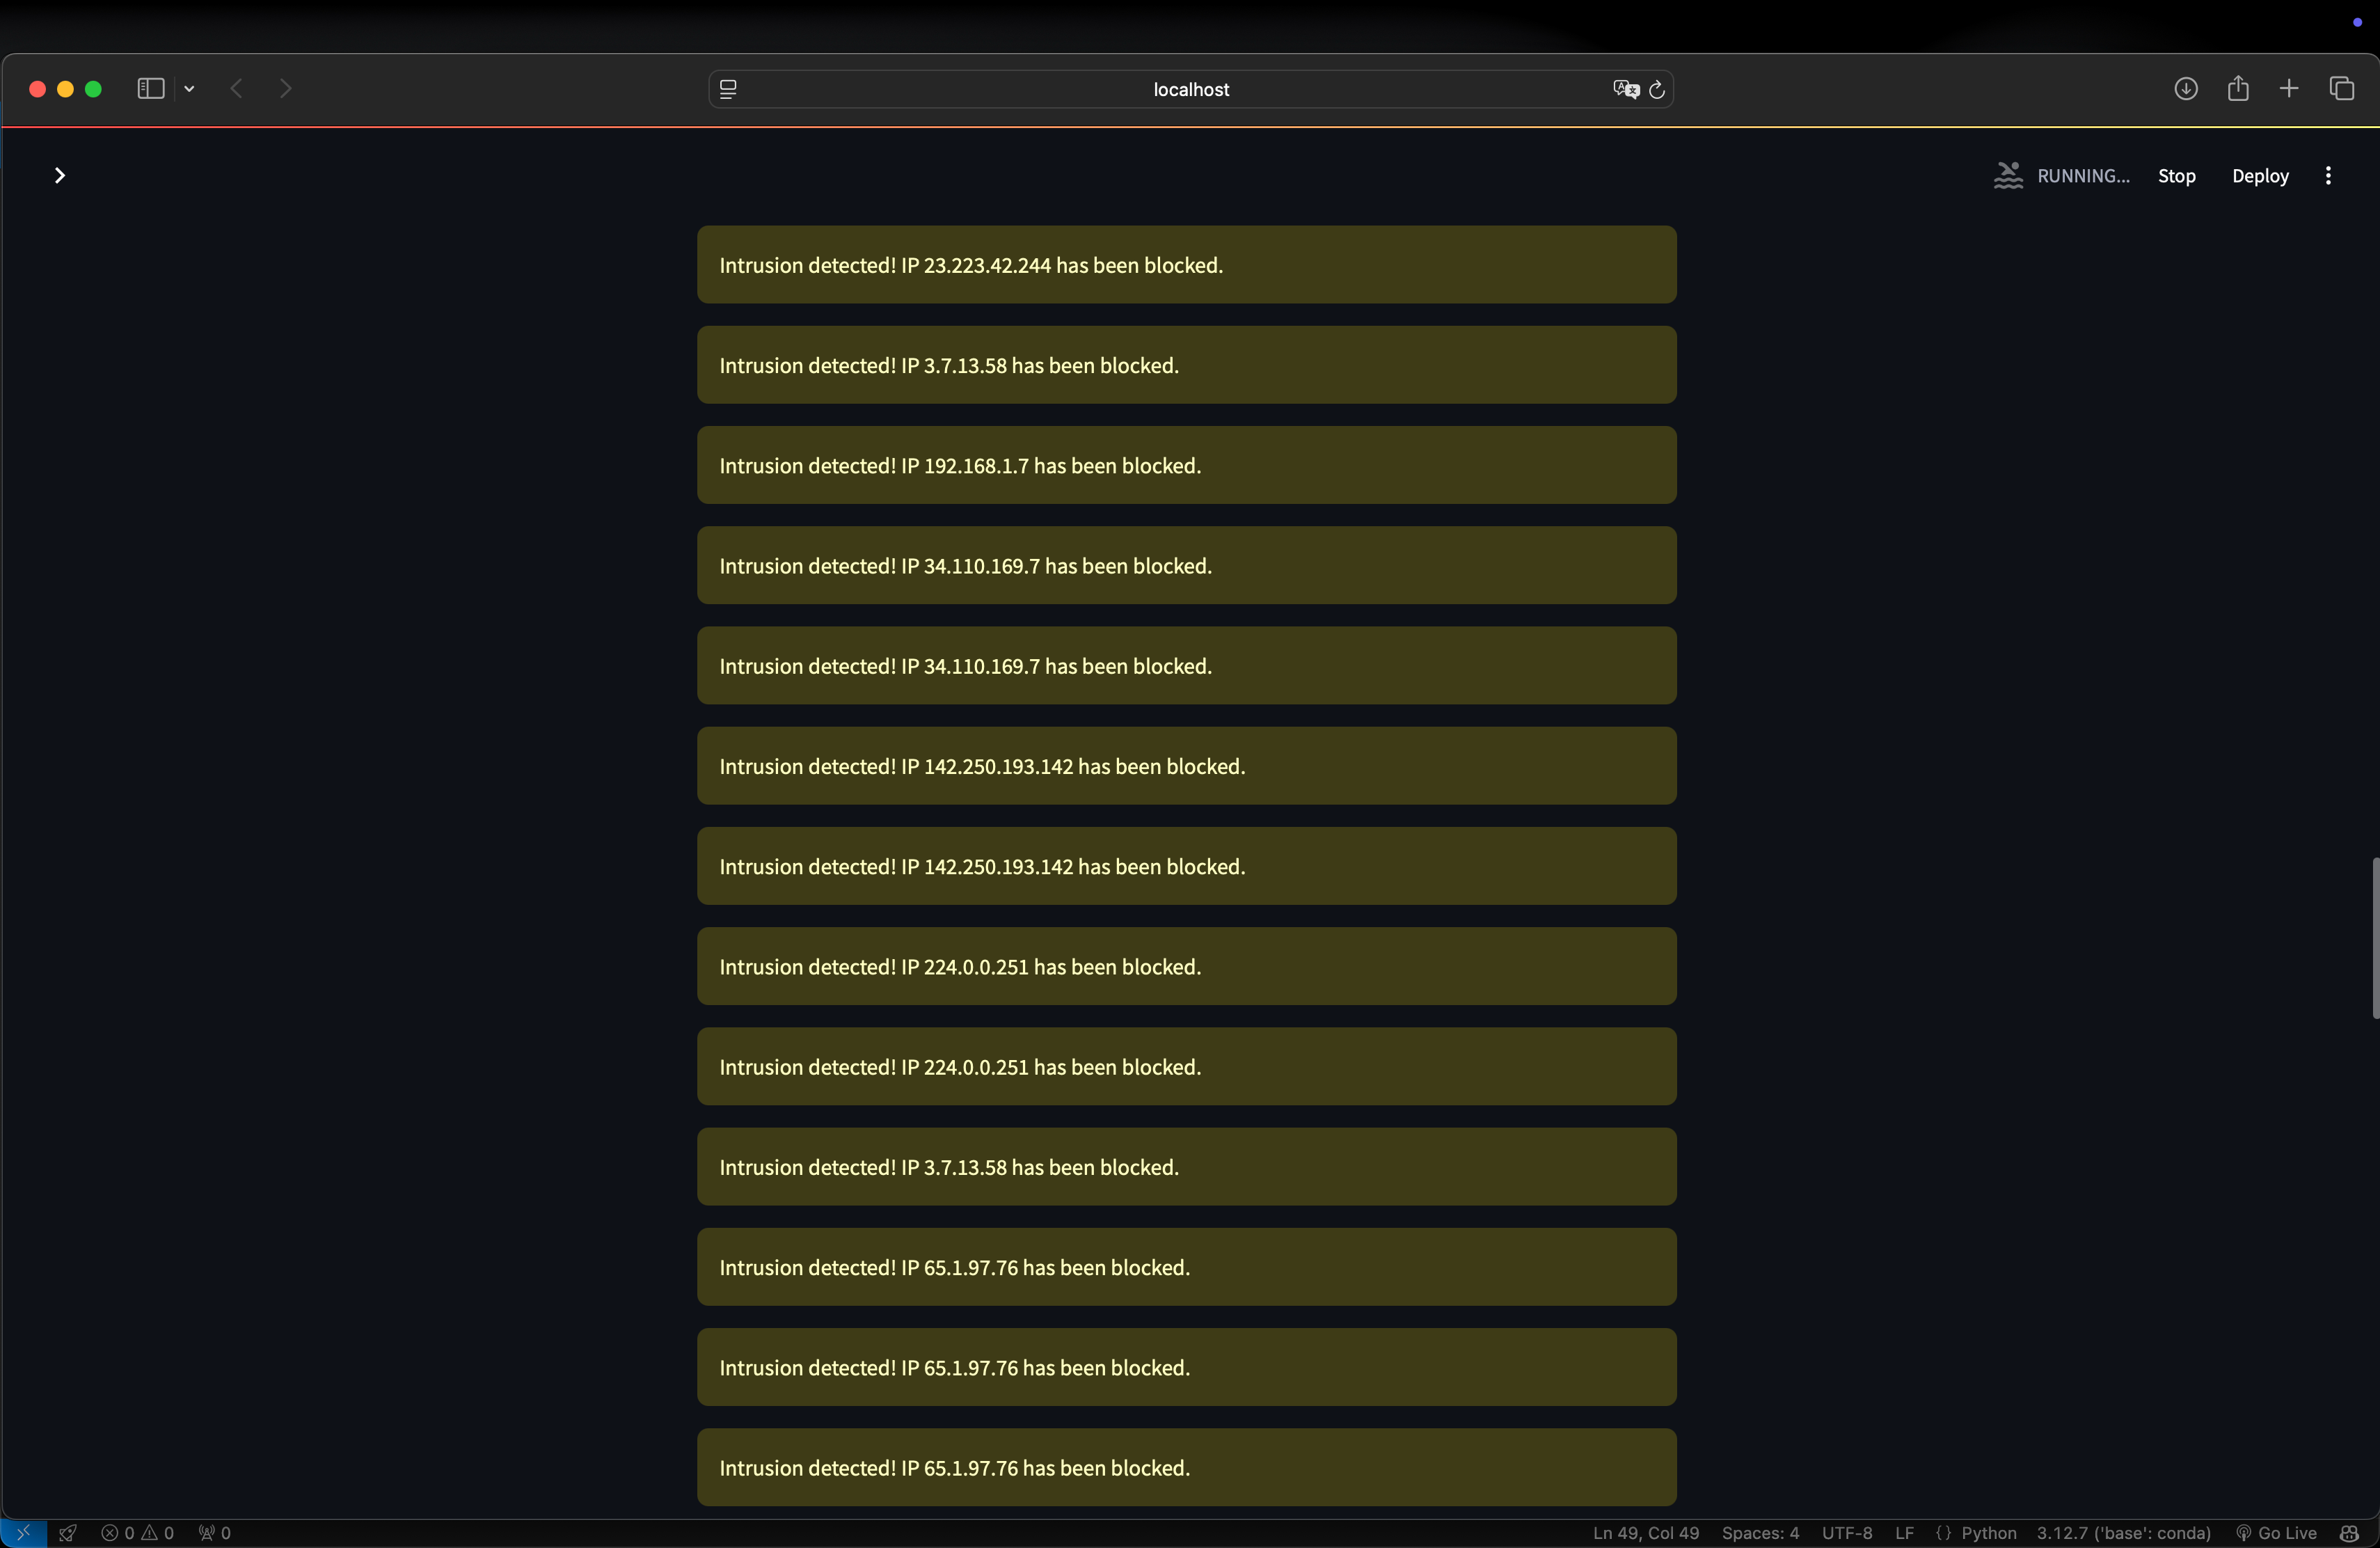 localhost
RUNNING... Stop Deploy
Intrusion detected! IP 23.223.42.244 has been blocked.
Intrusion detected! IP 3.7.13.58 has been blocked.
Intrusion detected! IP 192.168.1.7 has been blocked.
Intrusion detected! IP 34.110.169.7 has been blocked.
Intrusion detected! IP 34.110.169.7 has been blocked.
Intrusion detected! IP 142.250.193.142 has been blocked.
Intrusion detected! IP 142.250.193.142 has been blocked.
Intrusion detected! IP 224.0.0.251 has been blocked.
Intrusion detected! IP 224.0.0.251 has been blocked.
Intrusion detected! IP 3.7.13.58 has been blocked.
Intrusion detected! IP 65.1.97.76 has been blocked.
Intrusion detected! IP 65.1.97.76 has been blocked.
Intrusion detected! IP 65.1.97.76 has been blocked.
0 0 0 Ln 49, Col 49 Spaces: 4 UTF-8 LF {} Python 3.12.7 ('base': conda) Go Live